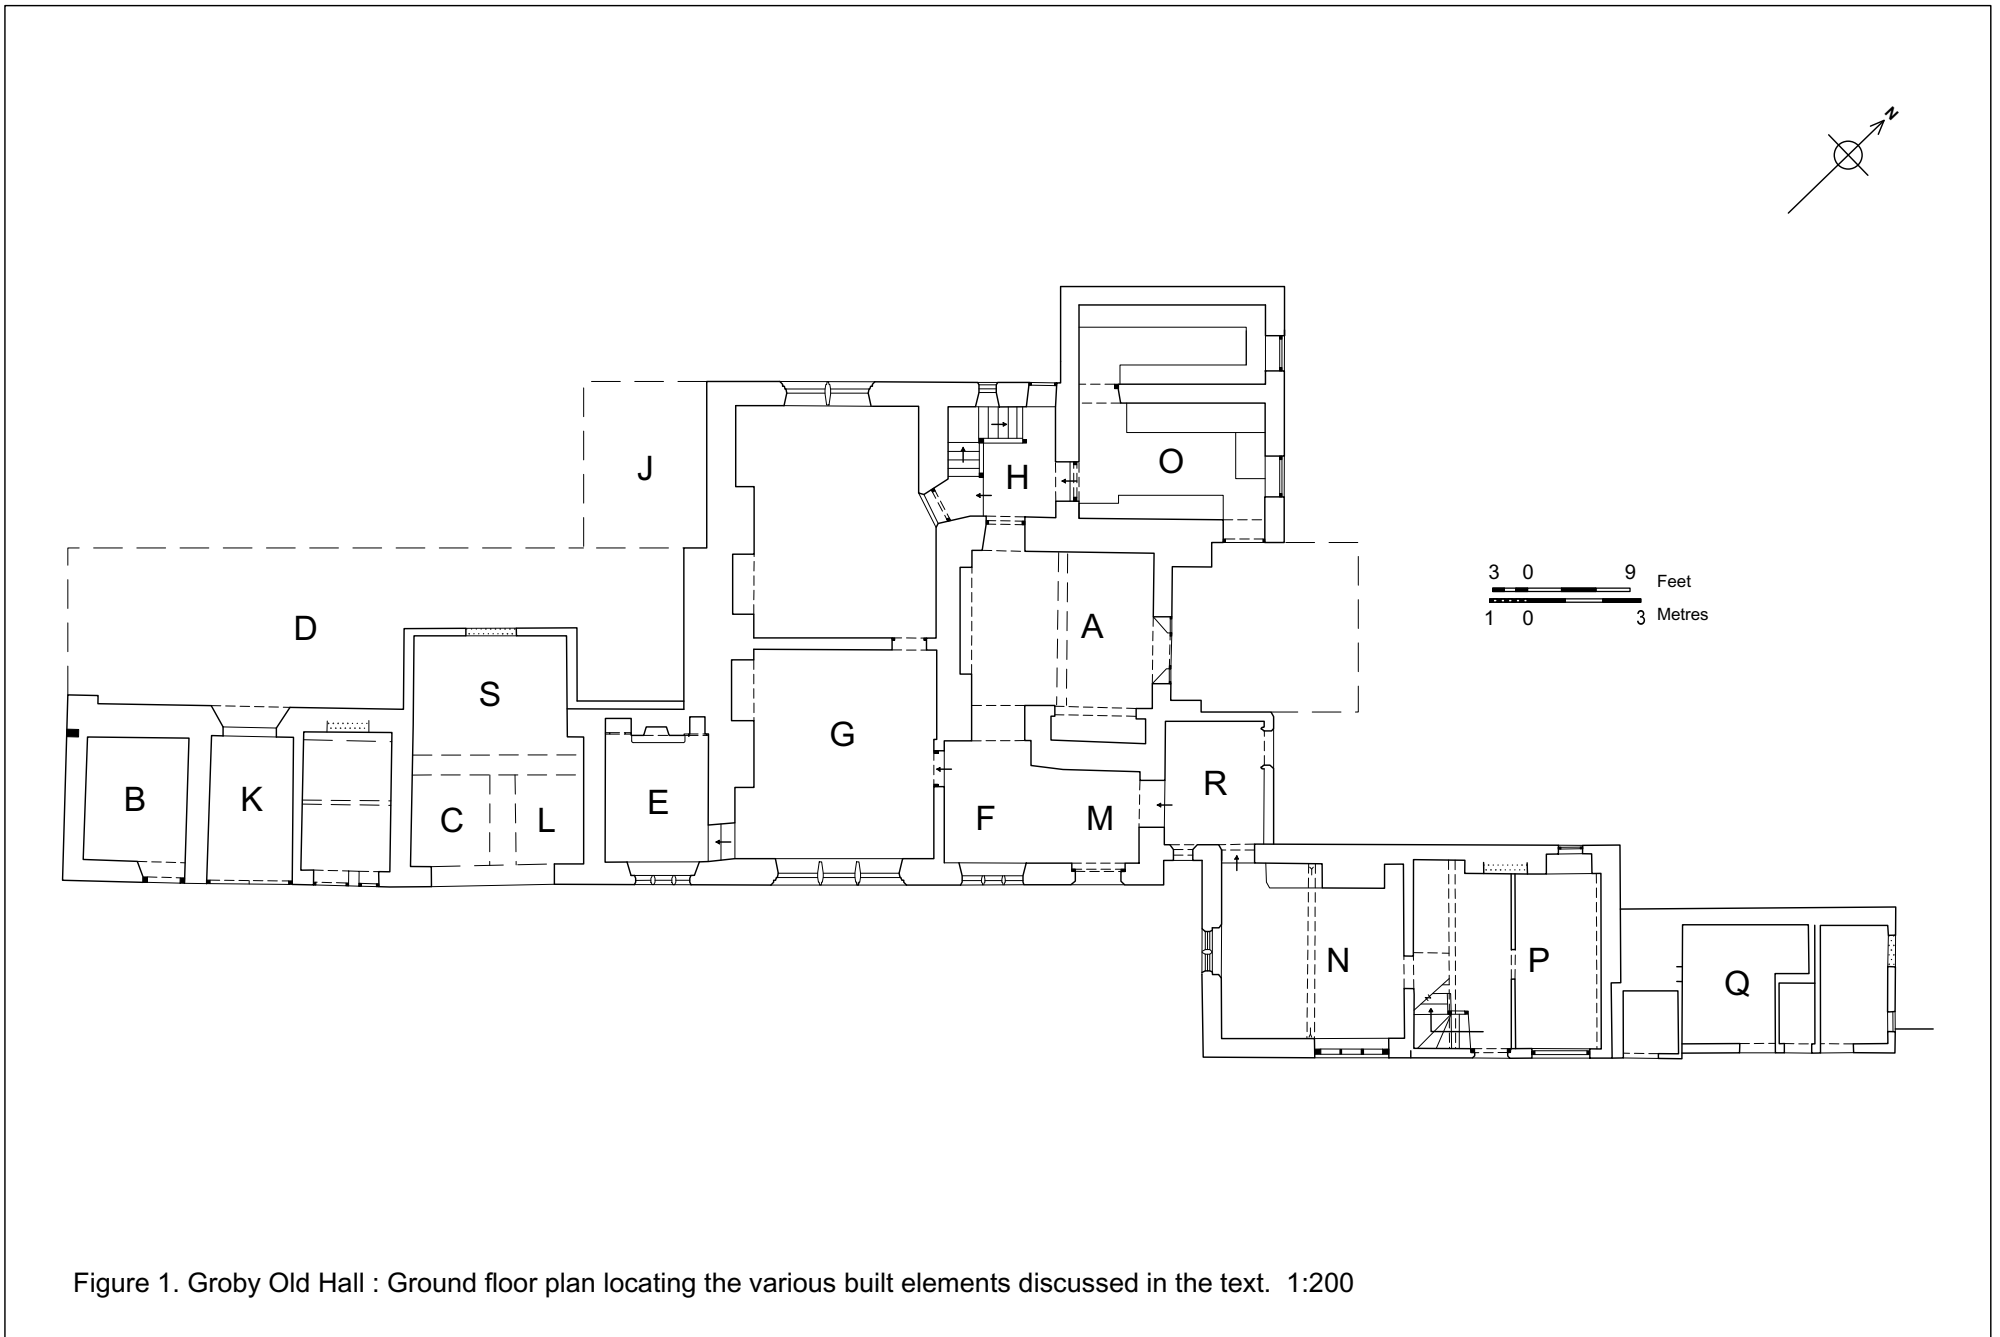 N
J
H
O
3 0 9 Feet
1 0 3 Metres
D
A
S
G
B
K
C
L
E
F
M
R
N
P
Q
Figure 1. Groby Old Hall : Ground floor plan locating the various built elements discussed in the text. 1:200